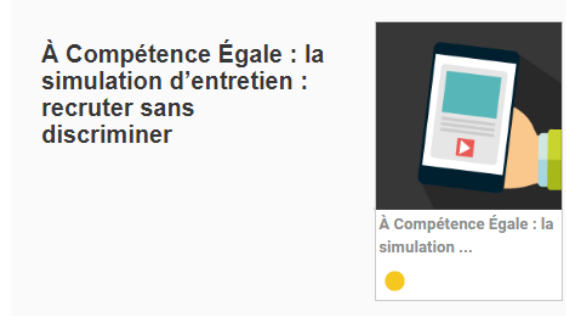 À Compétence Égale : la
simulation d’entretien :
recruter sans
discriminer
À Compétence Égale : la
simulation ...